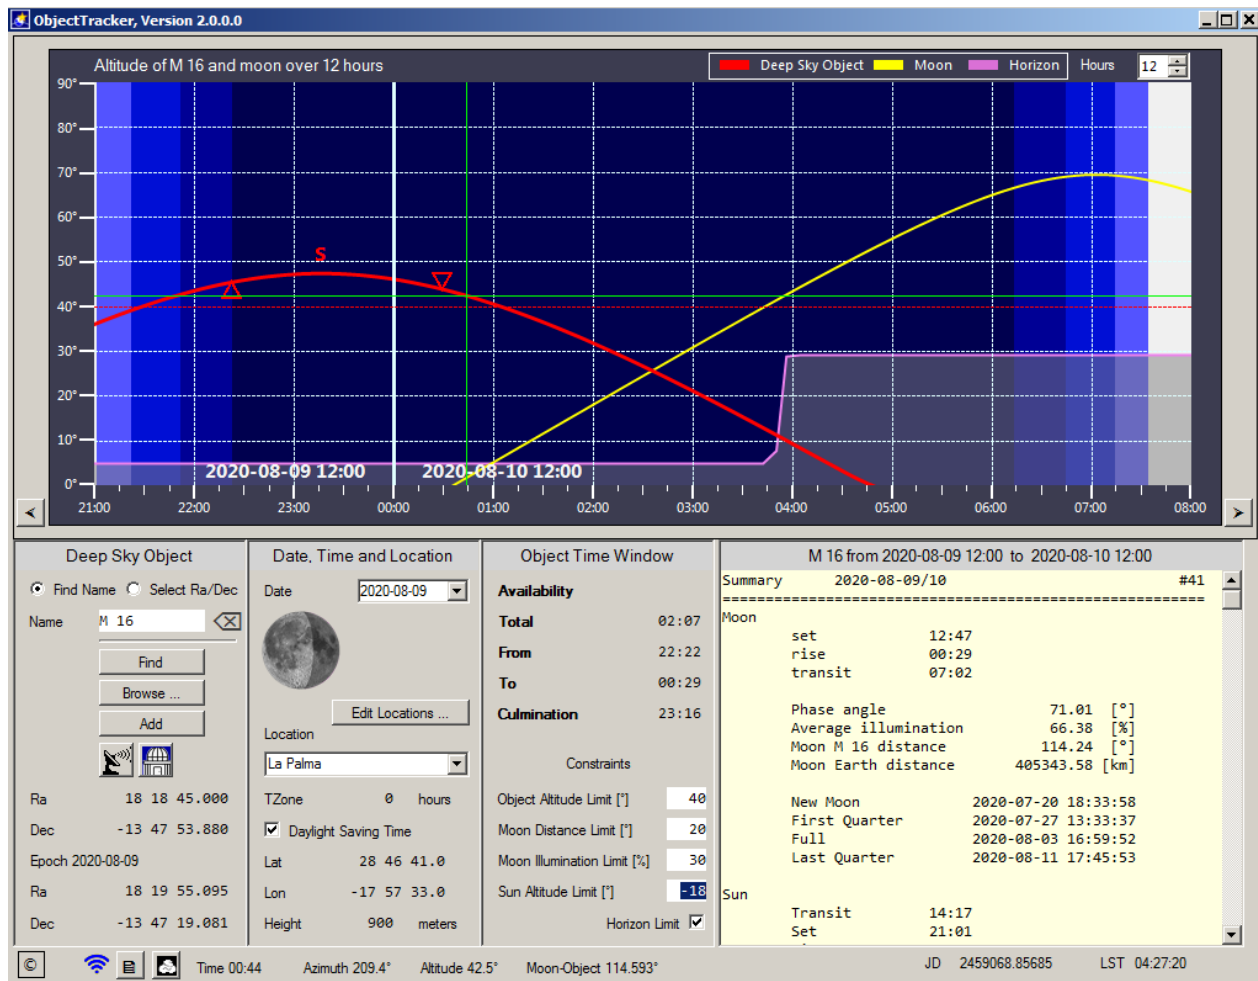 ObjectTracker, Version 2.0.0.0
Altitude of M 16 and moon over 12 hours
Deep Sky Object Moon Horizon Hours 12
90°
80°
70°
60°
50°
40°
30°
20°
10°
0°
S
2020-08-09 12:00 2020-08-10 12:00
21:00 22:00 23:00 00:00 01:00 02:00 03:00 04:00 05:00 06:00 07:00 08:00
Deep Sky Object
Find Name Select Ra/Dec
Name M 16
Find
Browse ...
Add
Ra 18 18 45.000
Dec -13 47 53.880
Epoch 2020-08-09
Ra 18 19 55.095
Dec -13 47 19.081
Date, Time and Location
Date 2020-08-09
Edit Locations ...
Location
La Palma
TZone 0 hours
Daylight Saving Time
Lat 28 46 41.0
Lon -17 57 33.0
Height 900 meters
Object Time Window
Availability
Total 02:07
From 22:22
To 00:29
Culmination 23:16
Constraints
Object Altitude Limit [°] 40
Moon Distance Limit [°] 20
Moon Illumination Limit [%] 30
Sun Altitude Limit [°] -18
Horizon Limit
M 16 from 2020-08-09 12:00 to 2020-08-10 12:00
Summary 2020-08-09/10 #41
========================================================
Moon
set 12:47
rise 00:29
transit 07:02
Phase angle 71.01 [°]
Average illumination 66.38 [%]
Moon M 16 distance 114.24 [°]
Moon Earth distance 405343.58 [km]
New Moon 2020-07-20 18:33:58
First Quarter 2020-07-27 13:33:37
Full 2020-08-03 16:59:52
Last Quarter 2020-08-11 17:45:53
Sun
Transit 14:17
Set 21:01
© Time 00:44 Azimuth 209.4° Altitude 42.5° Moon-Object 114.593° JD 2459068.85685 LST 04:27:20